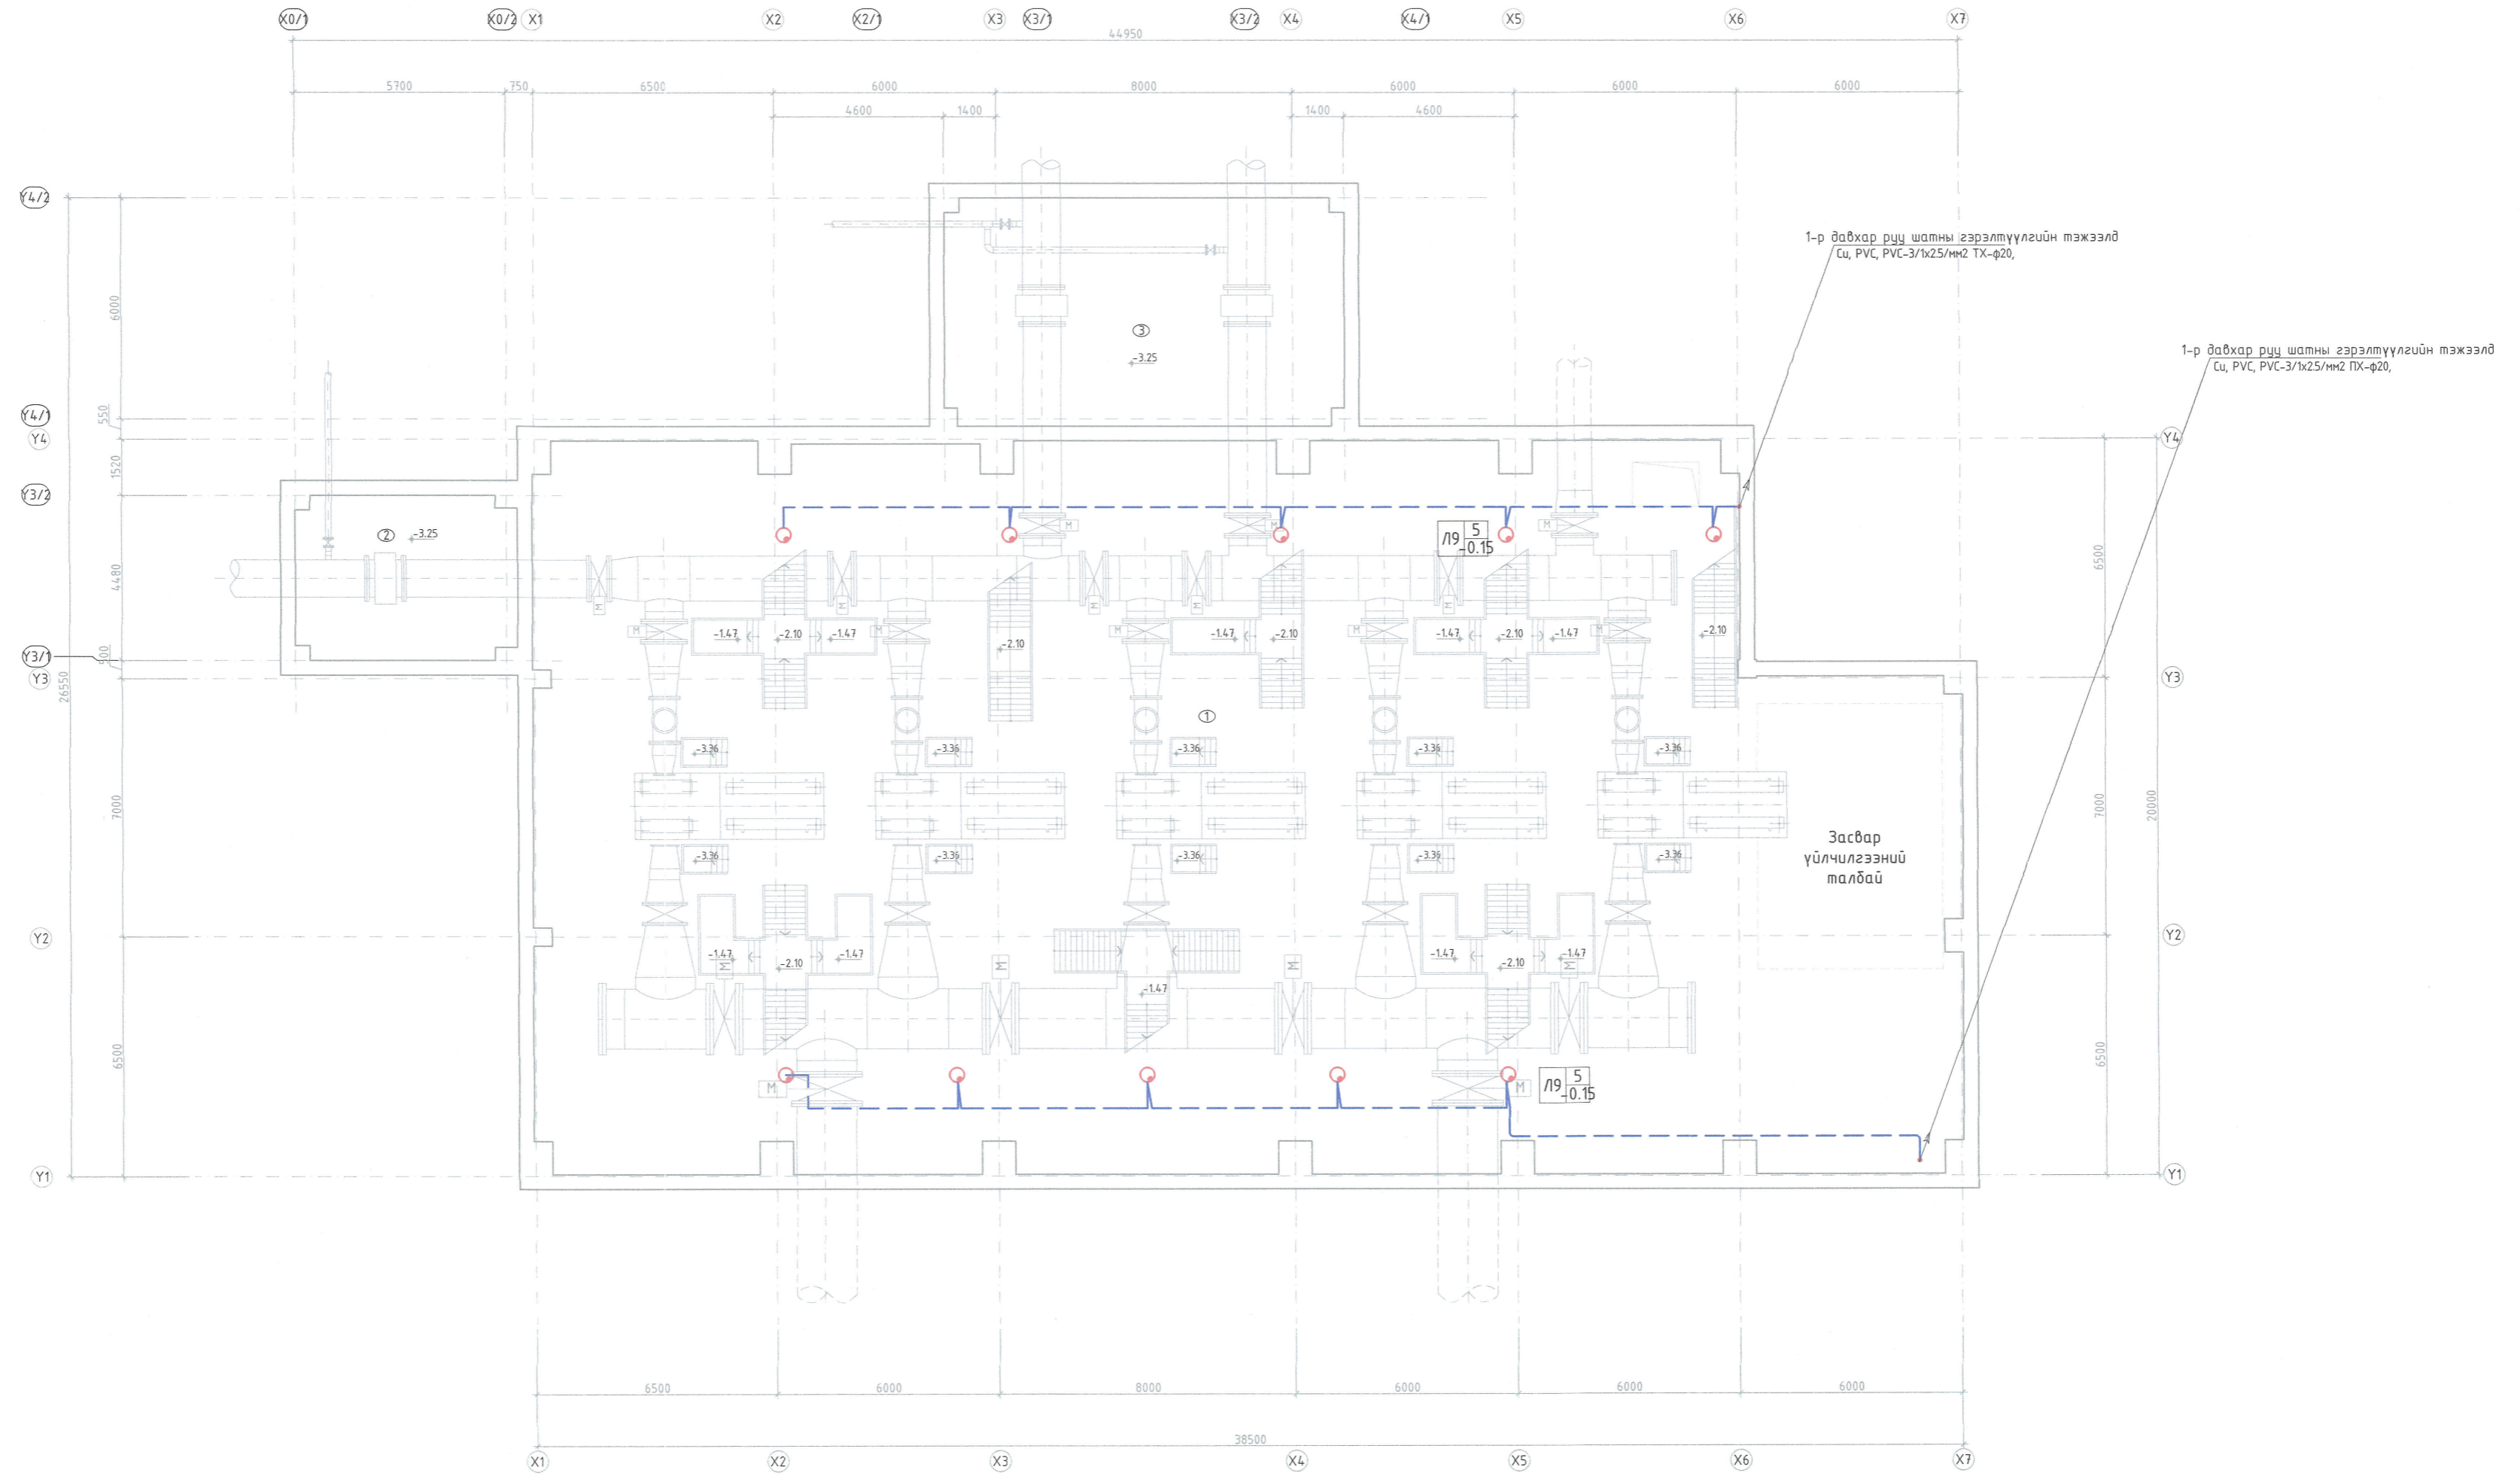 X0/1 X0/2 X1 X2 X2/1 X3 X3/1 X3/2 X4 X4/1 X5 X6 X7
44950
5700 750 6500 6000 8000 6000 6000 6000
4600 1400 1400 4600
Y4/2
Y4/1
Y4
Y3/2
Y3/1
Y3
Y2
Y1
6000
550
1520
4480
500
26550
7000
6500
1-р давхар руу шатны гэрэлтүүлгийн тэжээлд
Cu, PVC, PVC-3/1x2.5/мм2 ТХ-ф20,
1-р давхар руу шатны гэрэлтүүлгийн тэжээлд
Cu, PVC, PVC-3/1x2.5/мм2 ПХ-ф20,
3
-3.25
2
-3.25
M M M
Л9 5
-0.15
M M M M M
M M M M M
-1.47 -2.10 -1.47 -1.47 -2.10 -1.47 -2.10 -1.47 -2.10
-2.10
1
-3.36 -3.36 -3.36 -3.36 -3.36
Засвар
үйлчилгээний
талбай
-3.36 -3.36 -3.36 -3.36 -3.36
-1.47 -2.10 -1.47 -1.47 -2.10 -1.47
M M M M
-1.47
M M
Л9 5
-0.15
Y4
Y3
Y2
Y1
6500
7000
20000
6500
6500 6000 8000 6000 6000 6000
38500
X1 X2 X3 X4 X5 X6 X7